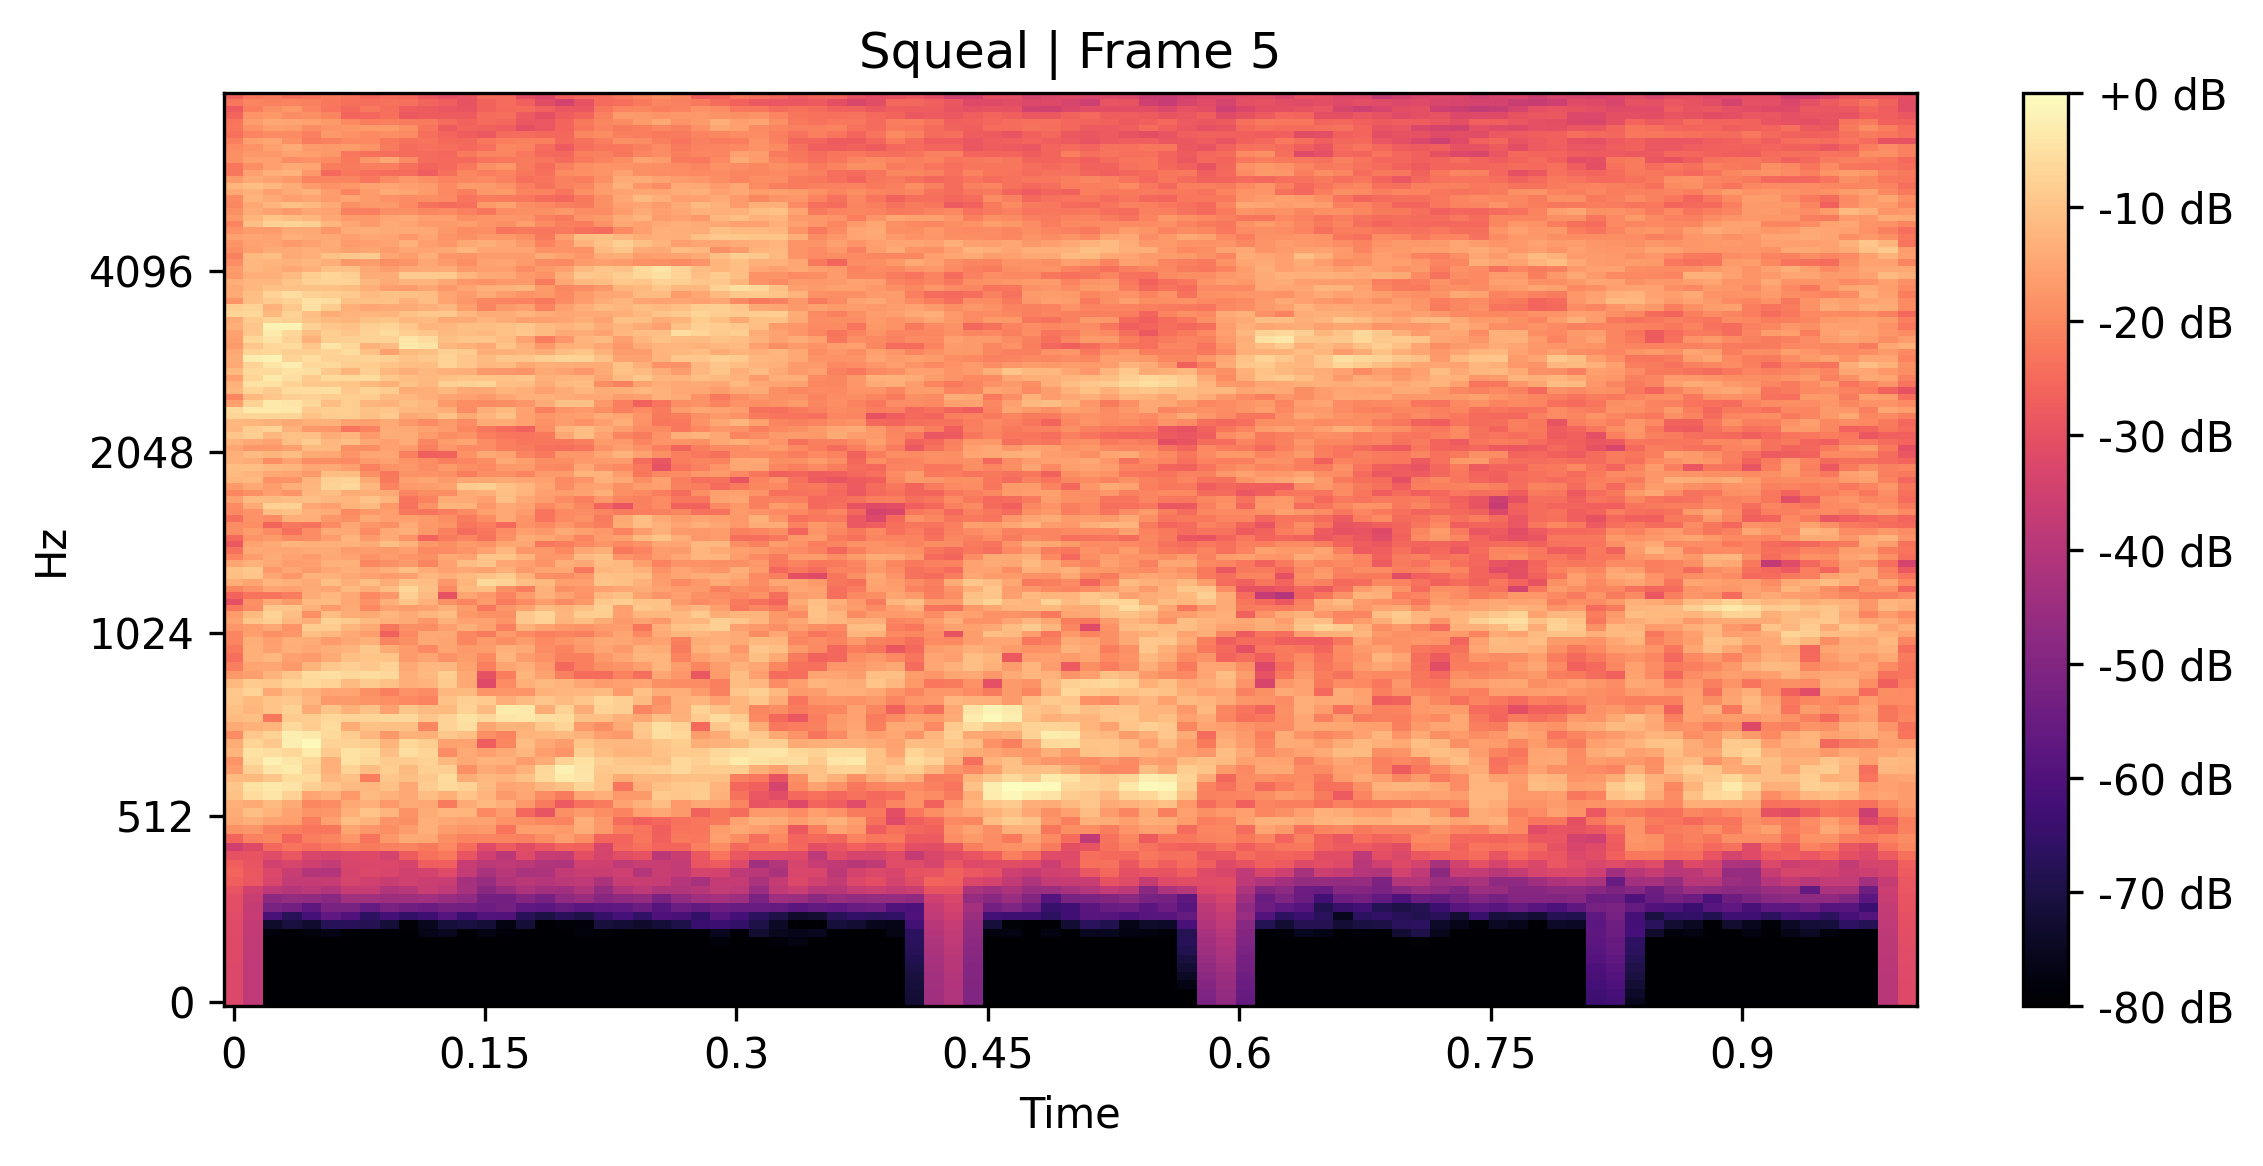 Squeal | Frame 5
+0 dB
-10 dB
-20 dB
-30 dB
-40 dB
-50 dB
-60 dB
-70 dB
-80 dB
Hz
4096
2048
1024
512
0
0 0.15 0.3 0.45 0.6 0.75 0.9
Time